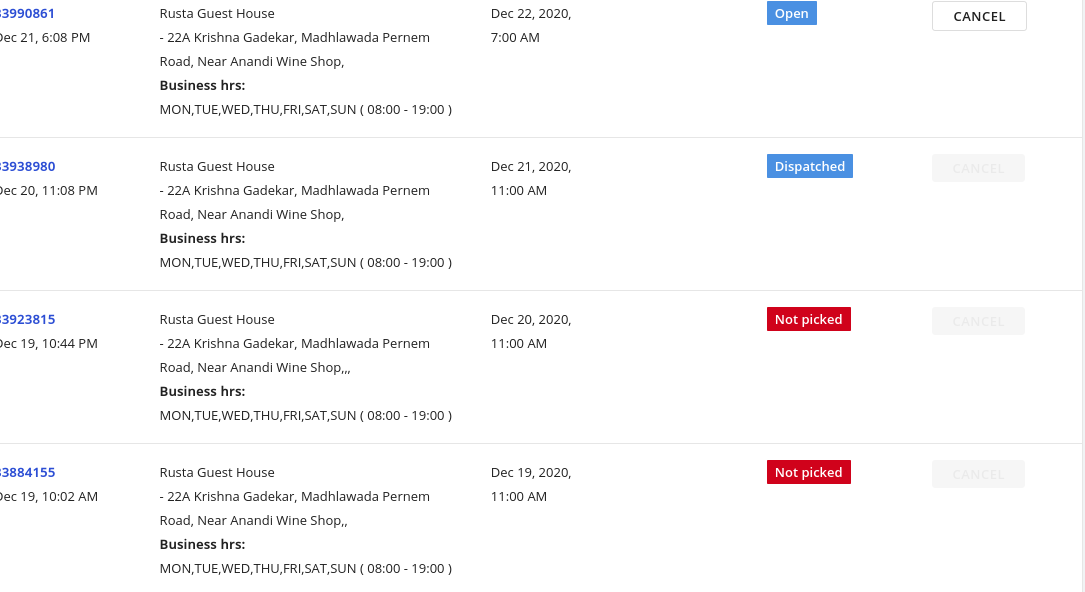 3990861
Dec 21, 6:08 PM
Rusta Guest House
- 22A Krishna Gadekar, Madhlawada Pernem
Road, Near Anandi Wine Shop,
Business hrs:
MON,TUE,WED,THU,FRI,SAT,SUN ( 08:00 - 19:00 )
Dec 22, 2020,
7:00 AM
Open
CANCEL
33938980
Dec 20, 11:08 PM
Rusta Guest House
- 22A Krishna Gadekar, Madhlawada Pernem
Road, Near Anandi Wine Shop,
Business hrs:
MON,TUE,WED,THU,FRI,SAT,SUN ( 08:00 - 19:00 )
Dec 21, 2020,
11:00 AM
Dispatched
CANCEL
33923815
Dec 19, 10:44 PM
Rusta Guest House
- 22A Krishna Gadekar, Madhlawada Pernem
Road, Near Anandi Wine Shop,,,
Business hrs:
MON,TUE,WED,THU,FRI,SAT,SUN ( 08:00 - 19:00 )
Dec 20, 2020,
11:00 AM
Not picked
CANCEL
33884155
Dec 19, 10:02 AM
Rusta Guest House
- 22A Krishna Gadekar, Madhlawada Pernem
Road, Near Anandi Wine Shop,,
Business hrs:
MON,TUE,WED,THU,FRI,SAT,SUN ( 08:00 - 19:00 )
Dec 19, 2020,
11:00 AM
Not picked
CANCEL